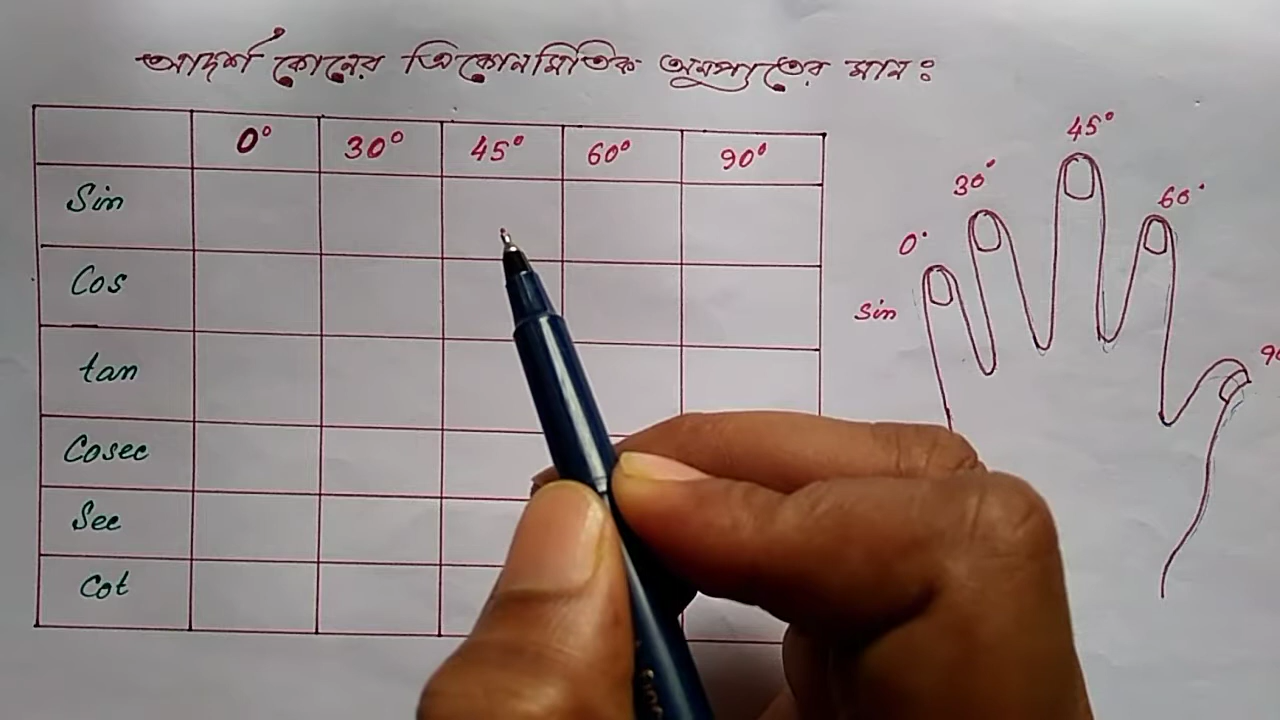 আদর্শ কোনের ত্রিকোনমিতিক অনুপাতের মান:
0° 30° 45° 60° 90°
Sin
Cos
tan
Cosec
Sec
Cot
45°
30°
60°
0°
Sin